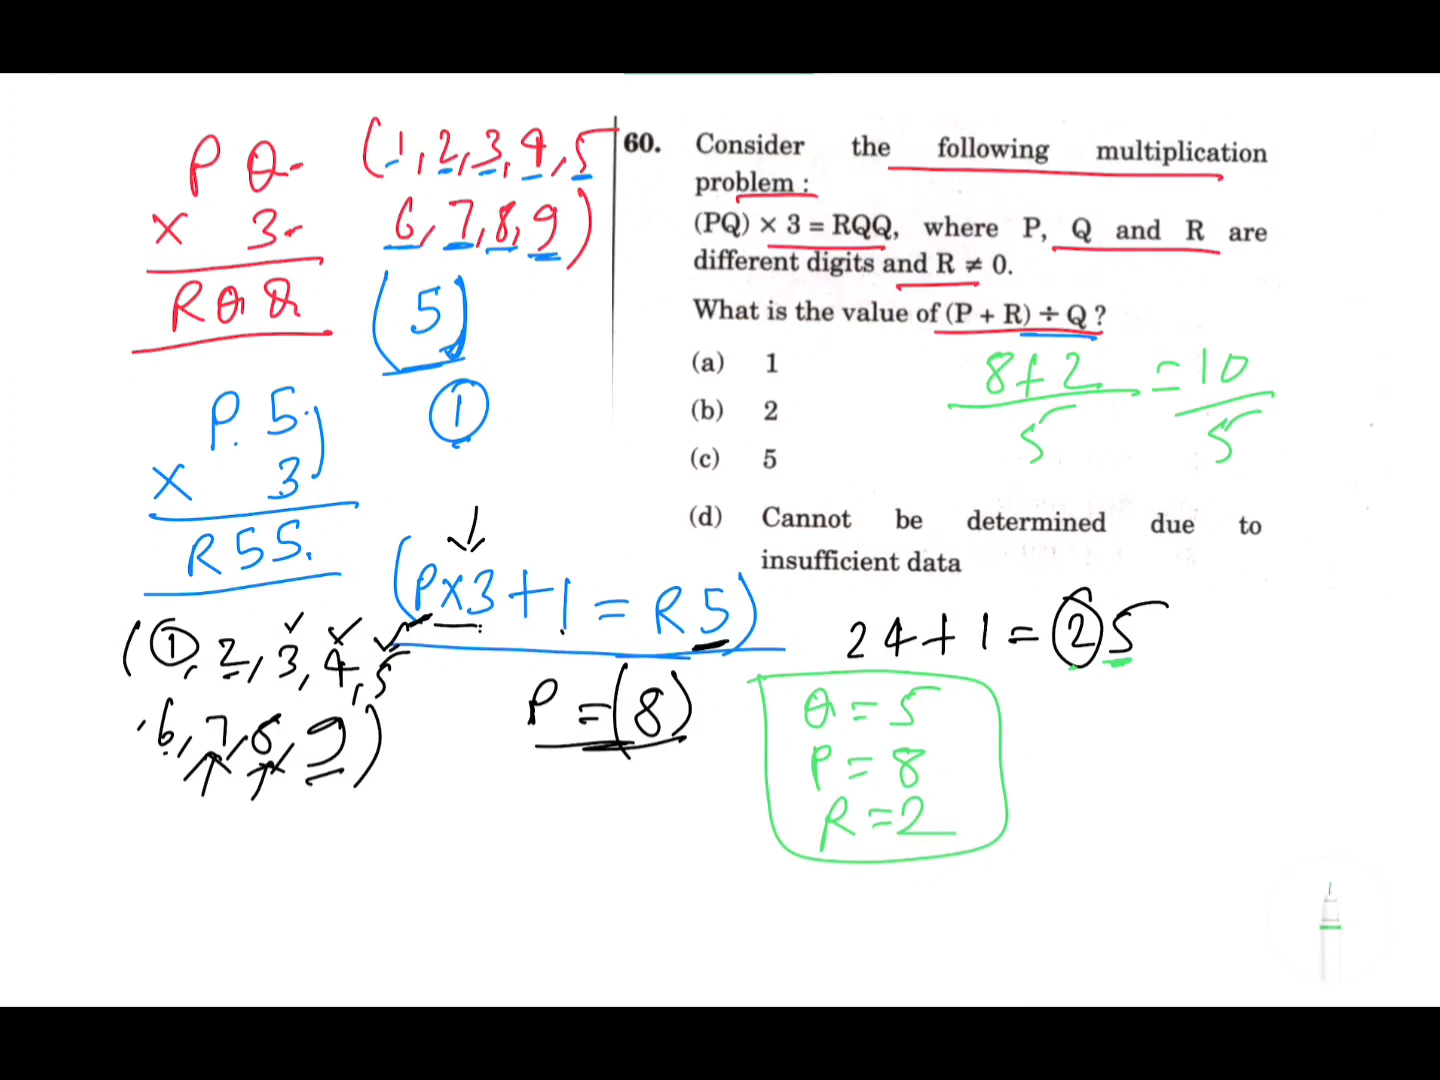 60. Consider the following multiplication
problem :
(PQ) × 3 = RQQ, where P, Q and R are
different digits and R ≠ 0.
What is the value of (P + R) ÷ Q ?
(a) 1
(b) 2
(c) 5
(d) Cannot be determined due to
insufficient data
P Q
× 3
R Q Q
(1, 2, 3, 4, 5
6, 7, 8, 9)
(5)
1
P 5
× 3
R 5 5
(P×3+1 = R5)
(1, 2, 3, 4, 5
6, 7, 8, 9)
P = (8)
8+2
5
= 10
5
24+1 = 25
Q = 5
P = 8
R = 2